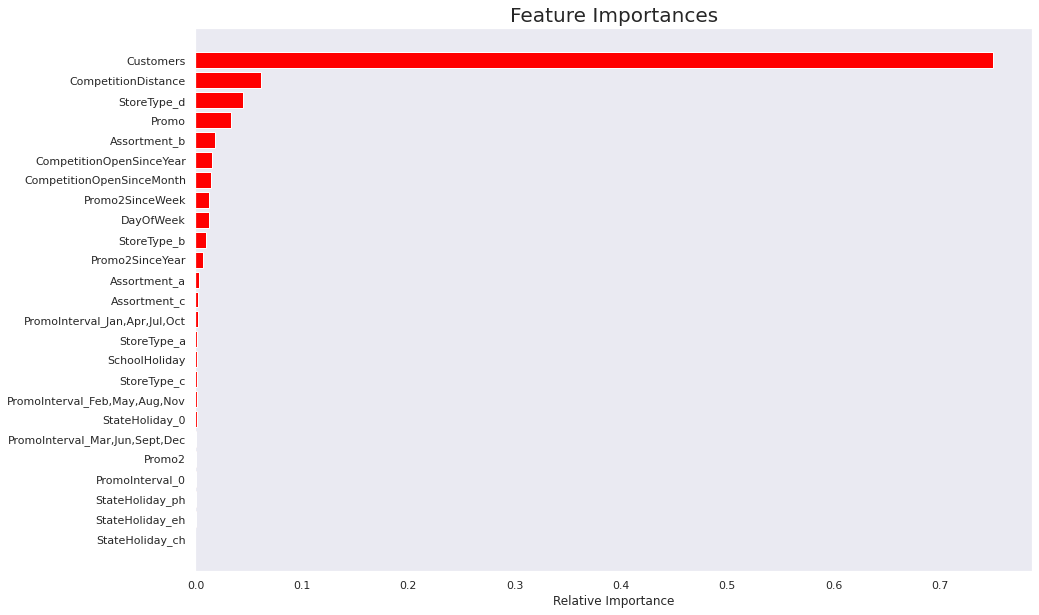 Feature Importances
Customers
CompetitionDistance
StoreType_d
Promo
Assortment_b
CompetitionOpenSinceYear
CompetitionOpenSinceMonth
Promo2SinceWeek
DayOfWeek
StoreType_b
Promo2SinceYear
Assortment_a
Assortment_c
PromoInterval_Jan,Apr,Jul,Oct
StoreType_a
SchoolHoliday
StoreType_c
PromoInterval_Feb,May,Aug,Nov
StateHoliday_0
PromoInterval_Mar,Jun,Sept,Dec
Promo2
PromoInterval_0
StateHoliday_ph
StateHoliday_eh
StateHoliday_ch
0.0 0.1 0.2 0.3 0.4 0.5 0.6 0.7
Relative Importance